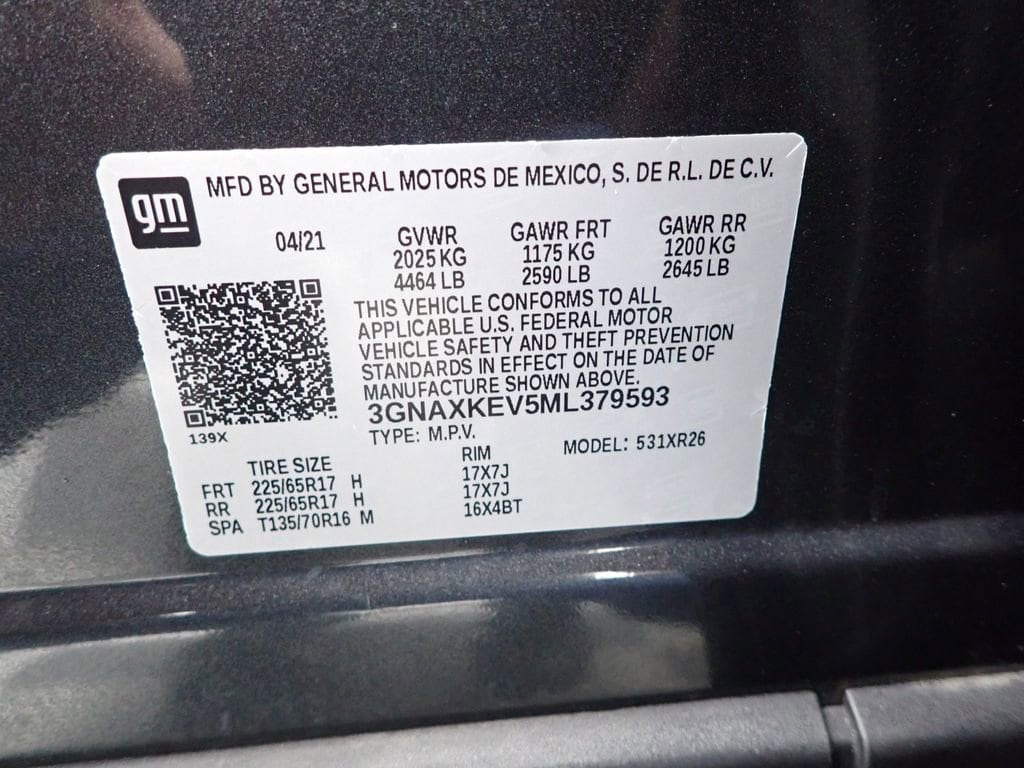 gm
MFD BY GENERAL MOTORS DE MEXICO, S. DE R.L. DE C.V.
04/21
GVWR GAWR FRT GAWR RR
2025 KG 1175 KG 1200 KG
4464 LB 2590 LB 2645 LB
THIS VEHICLE CONFORMS TO ALL
APPLICABLE U.S. FEDERAL MOTOR
VEHICLE SAFETY AND THEFT PREVENTION
STANDARDS IN EFFECT ON THE DATE OF
MANUFACTURE SHOWN ABOVE.
3GNAXKEV5ML379593
139X
TYPE: M.P.V. MODEL: 531XR26
TIRE SIZE RIM
FRT 225/65R17 H 17X7J
RR 225/65R17 H 17X7J
SPA T135/70R16 M 16X4BT